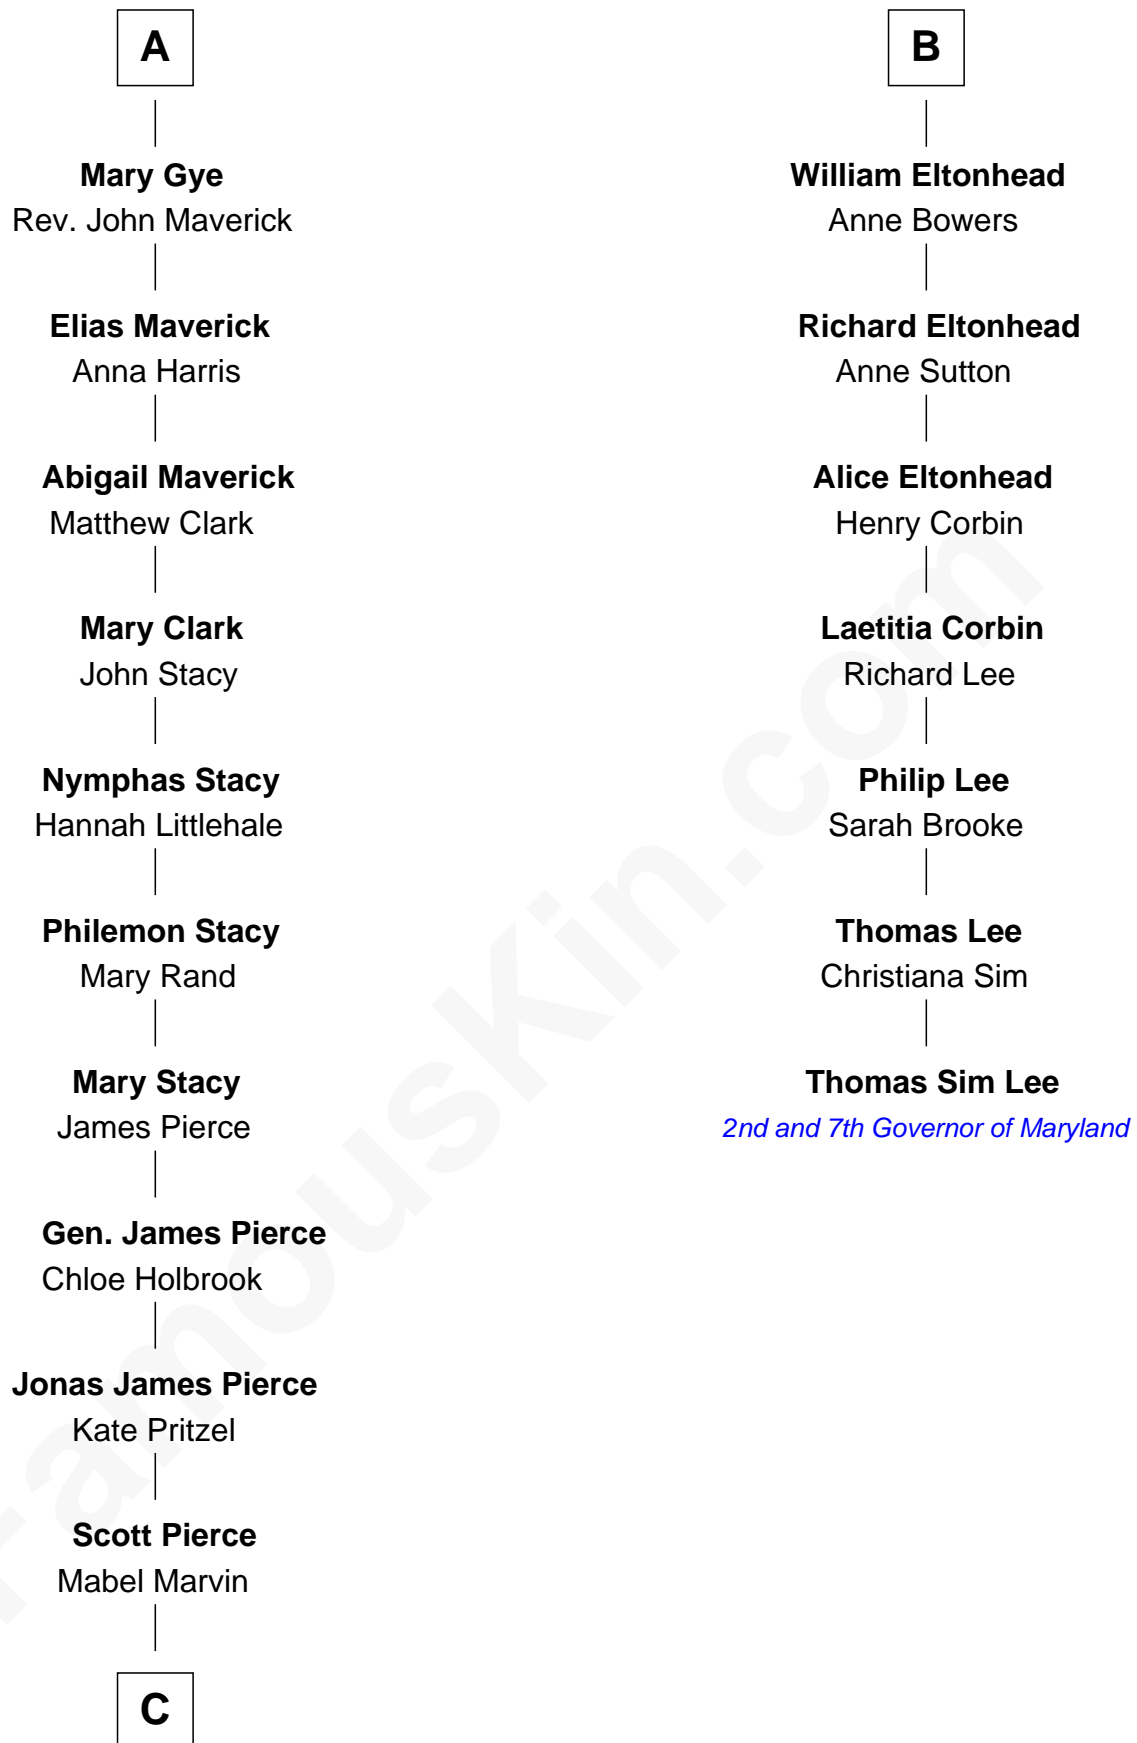 A
Mary Gye
Rev. John Maverick
Elias Maverick
Anna Harris
Abigail Maverick
Matthew Clark
Mary Clark
John Stacy
Nymphas Stacy
Hannah Littlehale
Philemon Stacy
Mary Rand
Mary Stacy
James Pierce
Gen. James Pierce
Chloe Holbrook
Jonas James Pierce
Kate Pritzel
Scott Pierce
Mabel Marvin
C
B
William Eltonhead
Anne Bowers
Richard Eltonhead
Anne Sutton
Alice Eltonhead
Henry Corbin
Laetitia Corbin
Richard Lee
Philip Lee
Sarah Brooke
Thomas Lee
Christiana Sim
Thomas Sim Lee
2nd and 7th Governor of Maryland
FamousKin.com